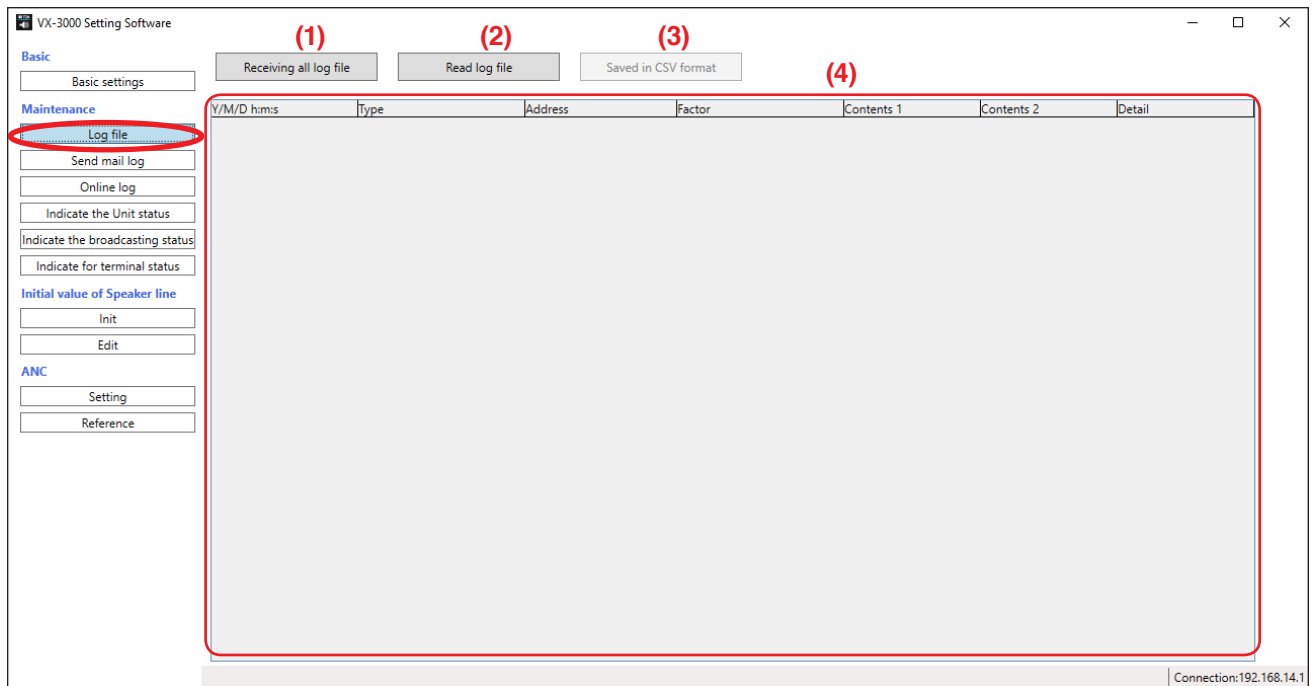 VX-3000 Setting Software
(1)
(2)
(3)
(4)
Basic
Basic settings
Maintenance
Log file
Send mail log
Online log
Indicate the Unit status
Indicate the broadcasting status
Indicate for terminal status
Initial value of Speaker line
Init
Edit
ANC
Setting
Reference
Receiving all log file
Read log file
Saved in CSV format
Y/M/D h:m:s Type Address Factor Contents 1 Contents 2 Detail
Connection:192.168.14.1